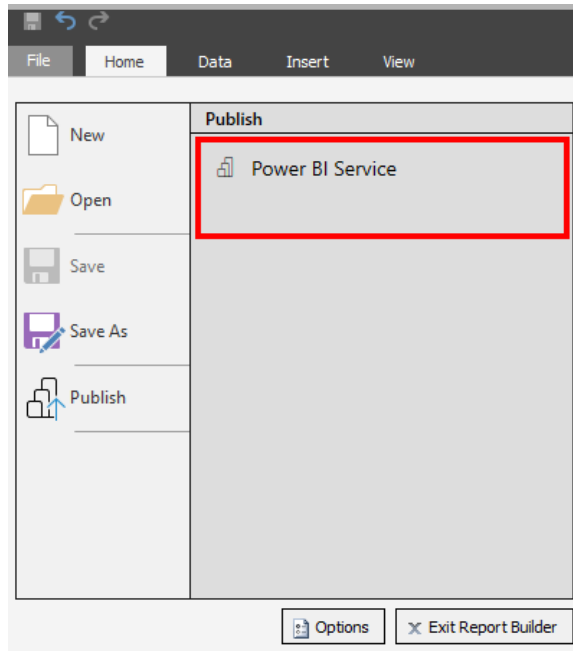 File Home Data Insert View
Publish
New
Power BI Service
Open
Save
Save As
Publish
Options Exit Report Builder